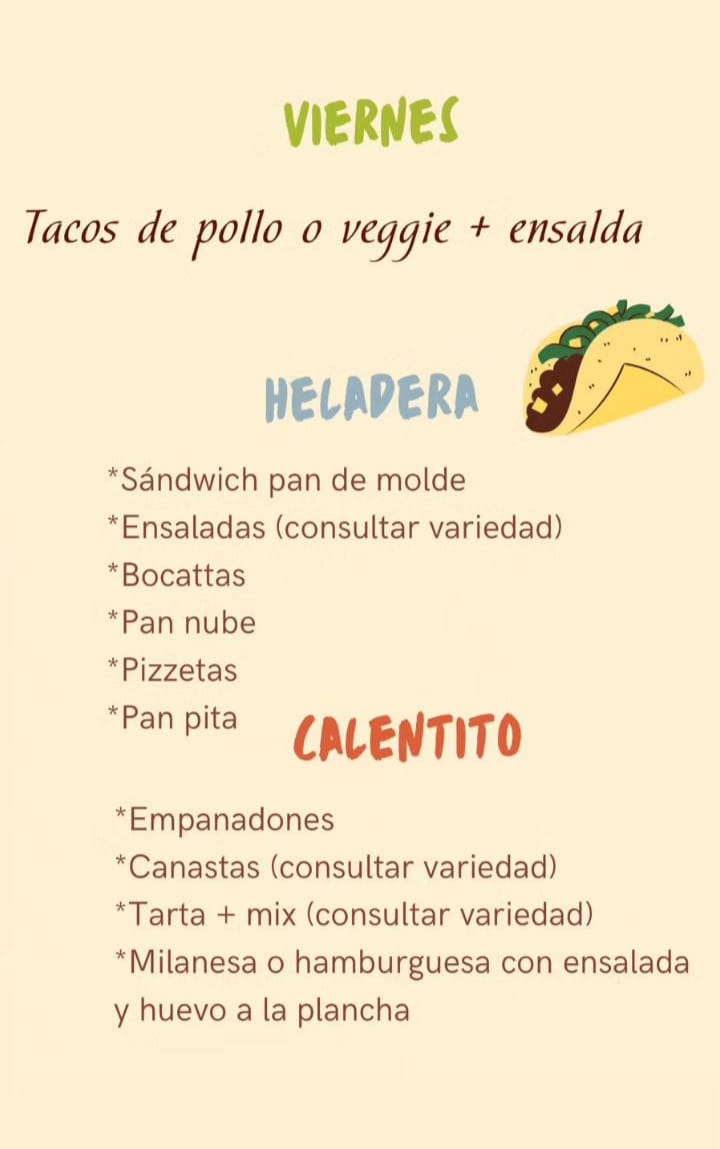 VIERNES
Tacos de pollo o veggie + ensalda
HELADERA
*Sándwich pan de molde
*Ensaladas (consultar variedad)
*Bocattas
*Pan nube
*Pizzetas
*Pan pita
CALENTITO
*Empanadones
*Canastas (consultar variedad)
*Tarta + mix (consultar variedad)
*Milanesa o hamburguesa con ensalada
y huevo a la plancha